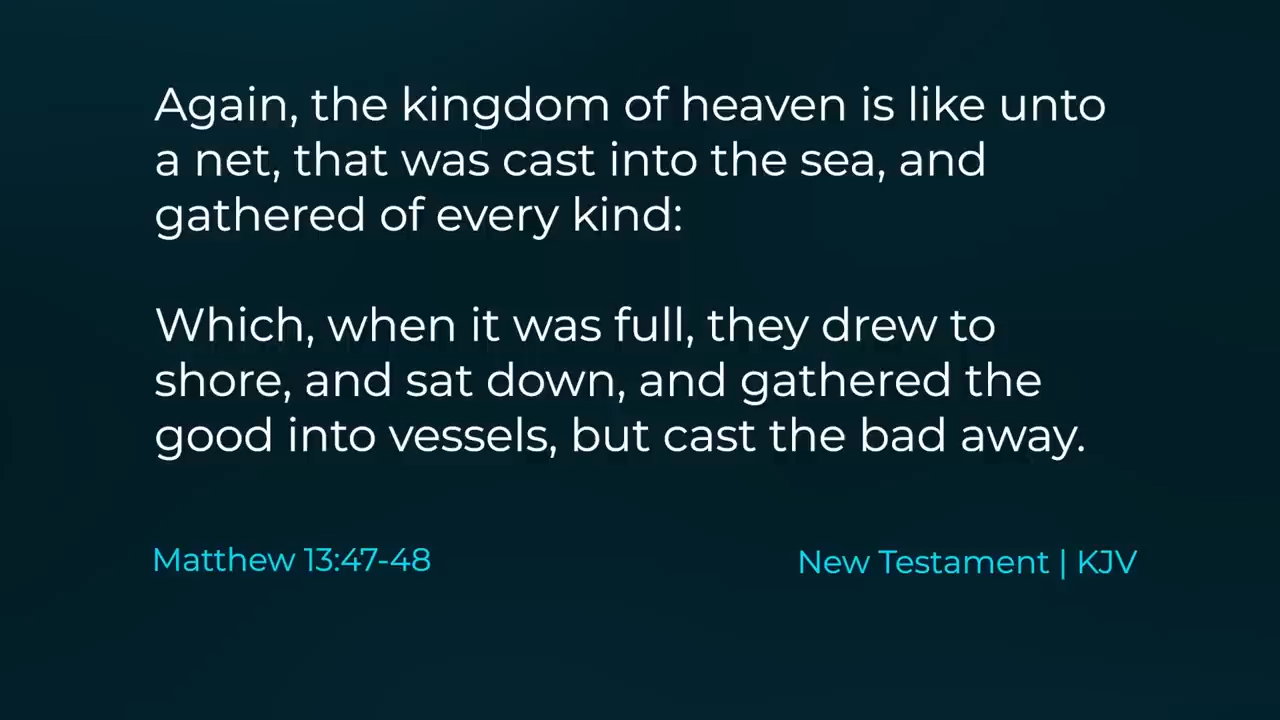 Again, the kingdom of heaven is like unto
a net, that was cast into the sea, and
gathered of every kind:
Which, when it was full, they drew to
shore, and sat down, and gathered the
good into vessels, but cast the bad away.
Matthew 13:47-48
New Testament | KJV